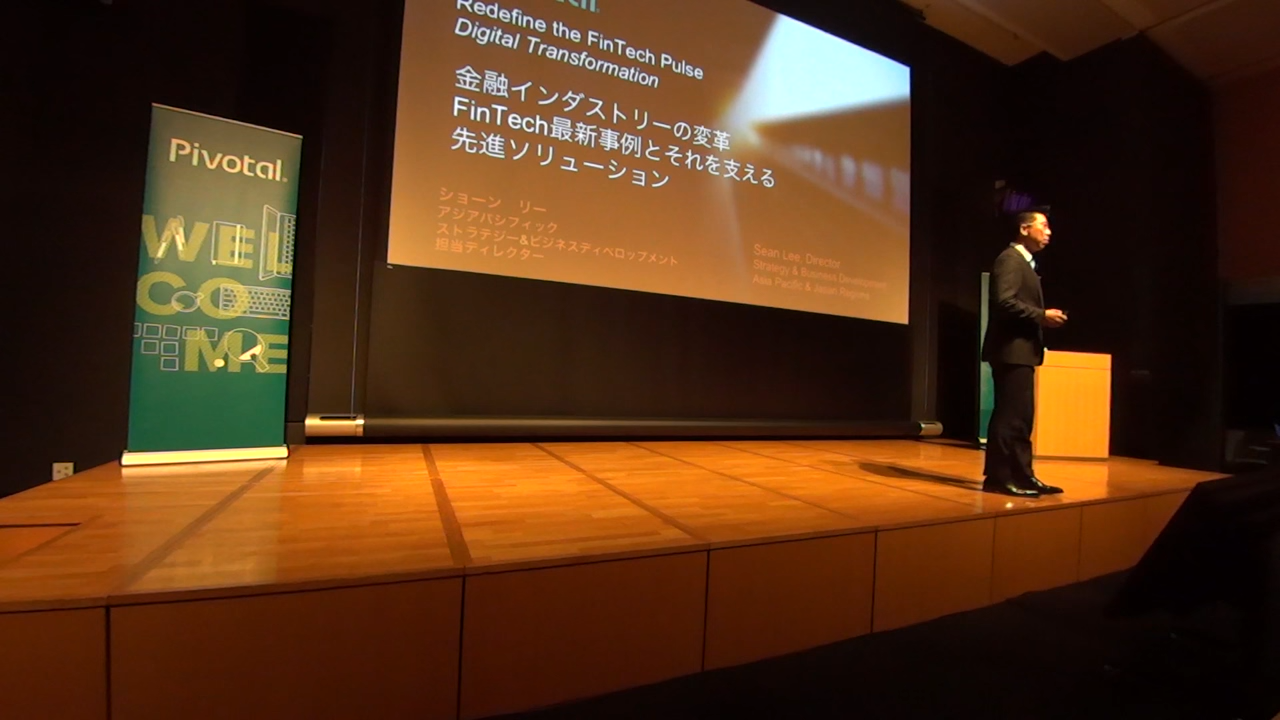 Pivotal
WEL
CO
ME
Redefine the FinTech Pulse
Digital Transformation
金融インダストリーの変革
FinTech最新事例とそれを支える
先進ソリューション
ショーン リー
アジアパシフィック
ストラテジー&ビジネスディベロップメント
担当ディレクター
Sean Lee, Director
Strategy & Business Development
Asia Pacific & Japan Regions